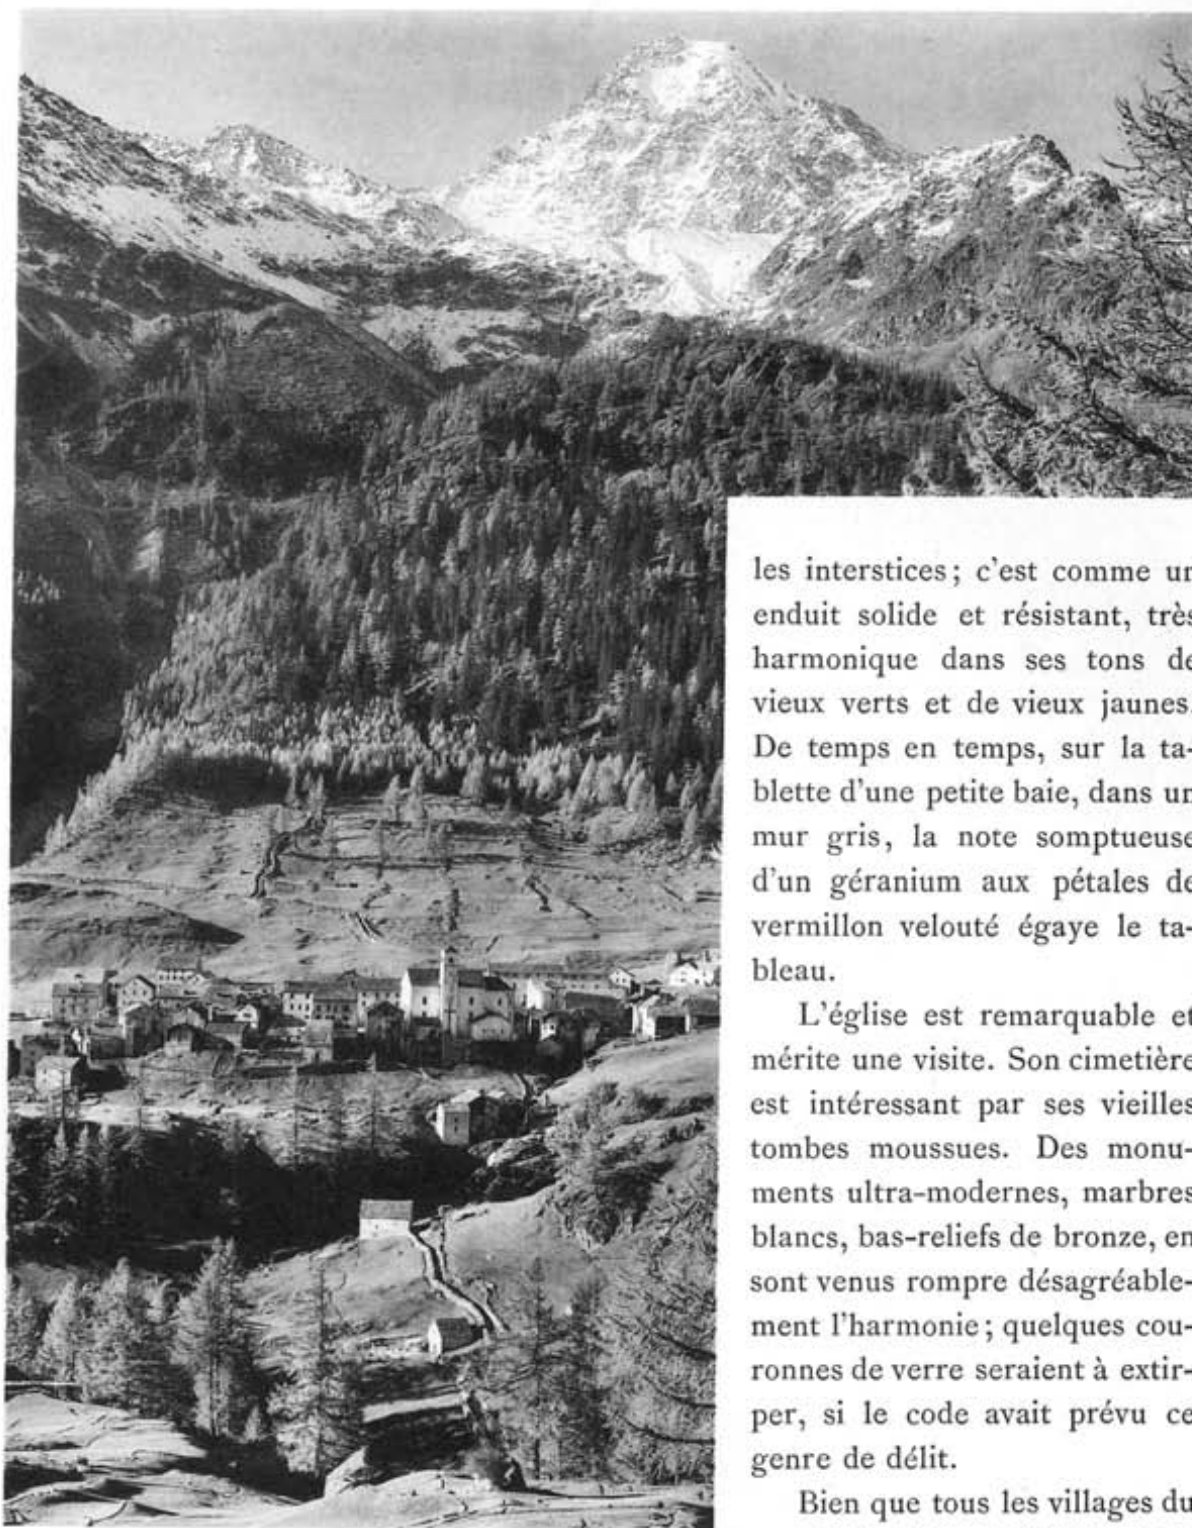 les interstices; c'est comme un
enduit solide et résistant, très
harmonique dans ses tons de
vieux verts et de vieux jaunes.
De temps en temps, sur la ta-
blette d'une petite baie, dans un
mur gris, la note somptueuse
d'un géranium aux pétales de
vermillon velouté égaye le ta-
bleau.
L'église est remarquable et
mérite une visite. Son cimetière
est intéressant par ses vieilles
tombes moussues. Des monu-
ments ultra-modernes, marbres
blancs, bas-reliefs de bronze, en
sont venus rompre désagréable-
ment l'harmonie; quelques cou-
ronnes de verre seraient à extir-
per, si le code avait prévu ce
genre de délit.
Bien que tous les villages du